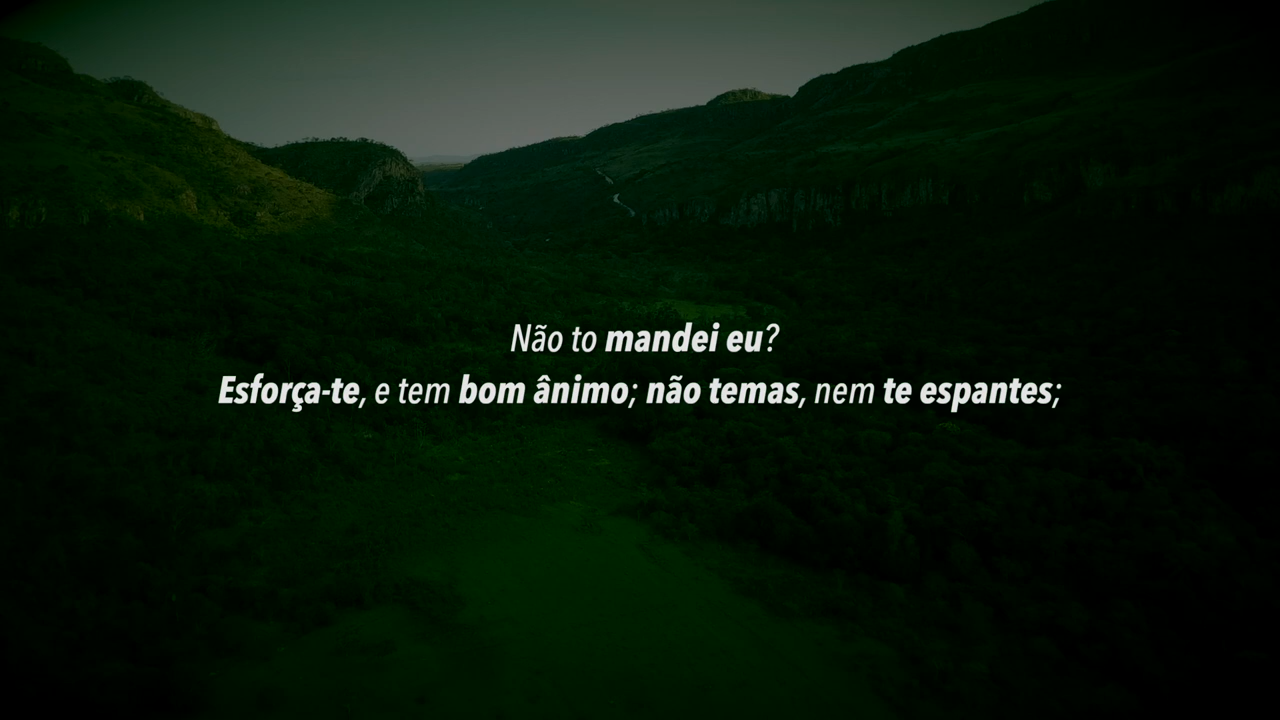 Não to mandei eu?
Esforça-te, e tem bom ânimo; não temas, nem te espantes;